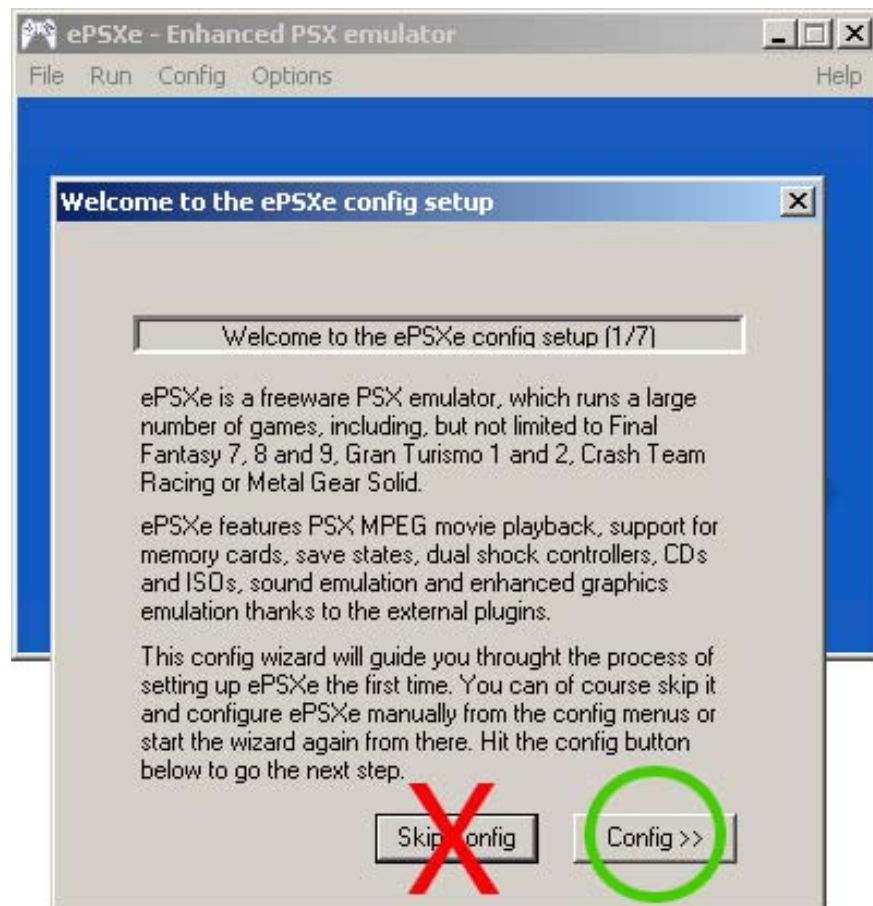 ePSXe - Enhanced PSX emulator
File Run Config Options Help
Welcome to the ePSXe config setup
Welcome to the ePSXe config setup (1/7)
ePSXe is a freeware PSX emulator, which runs a large
number of games, including, but not limited to Final
Fantasy 7, 8 and 9, Gran Turismo 1 and 2, Crash Team
Racing or Metal Gear Solid.
ePSXe features PSX MPEG movie playback, support for
memory cards, save states, dual shock controllers, CDs
and ISOs, sound emulation and enhanced graphics
emulation thanks to the external plugins.
This config wizard will guide you throught the process of
setting up ePSXe the first time. You can of course skip it
and configure ePSXe manually from the config menus or
start the wizard again from there. Hit the config button
below to go the next step.
Skip Config Config >>